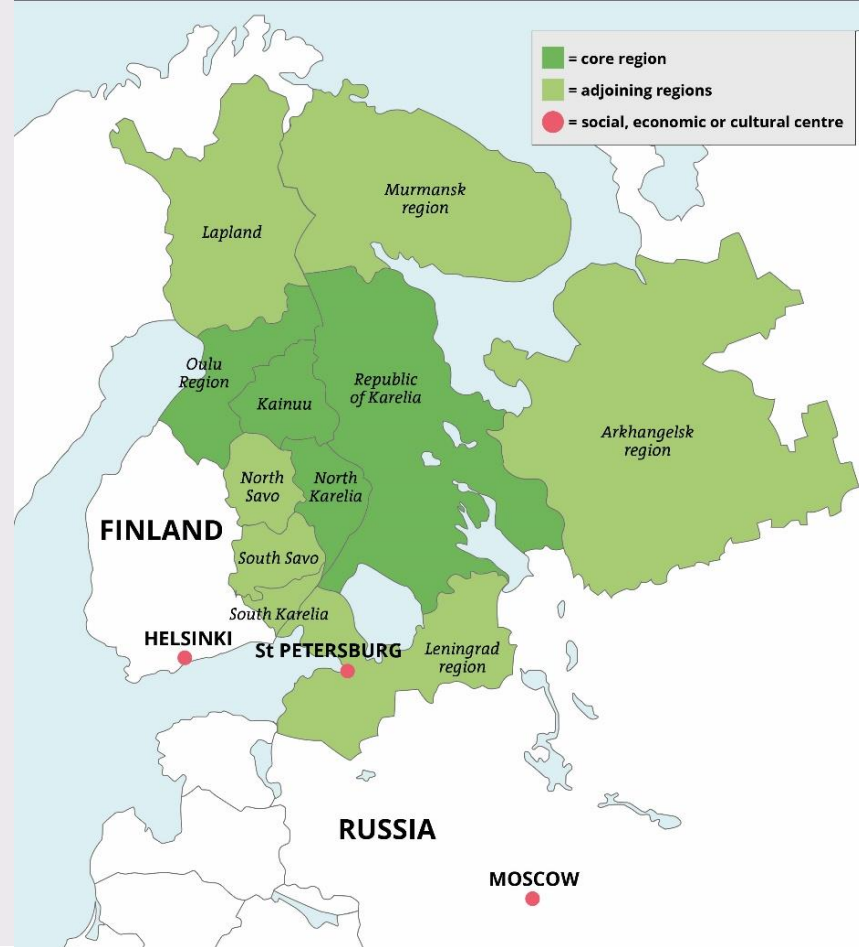 = core region
= adjoining regions
= social, economic or cultural centre
Murmansk
region
Lapland
Oulu
Region
Republic
of Karelia
Kainuu
Arkhangelsk
region
North
Savo
North
Karelia
FINLAND
South Savo
South Karelia
HELSINKI
St PETERSBURG
Leningrad
region
RUSSIA
MOSCOW